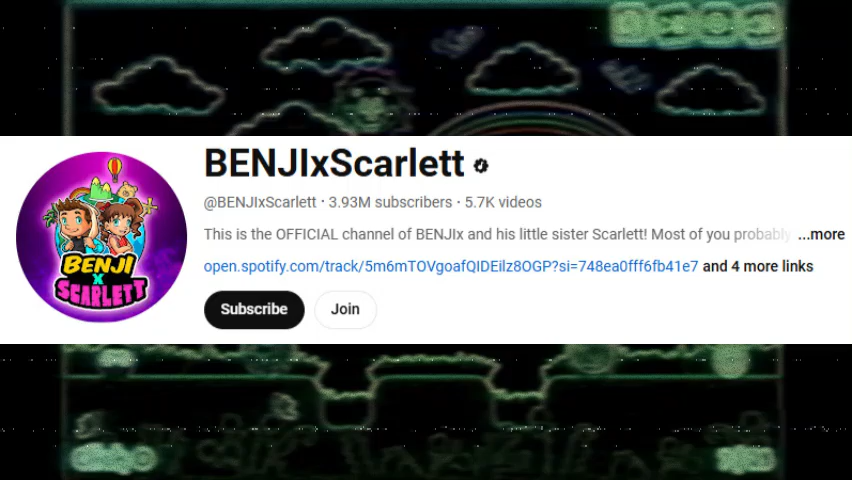 BENJIxScarlett
@BENJIxScarlett · 3.93M subscribers · 5.7K videos
This is the OFFICIAL channel of BENJIx and his little sister Scarlett! Most of you probably ...more
open.spotify.com/track/5m6mTOVgoafQIDEilz8OGP?si=748ea0fff6fb41e7 and 4 more links
Subscribe Join
BENJI
X
SCARLETT